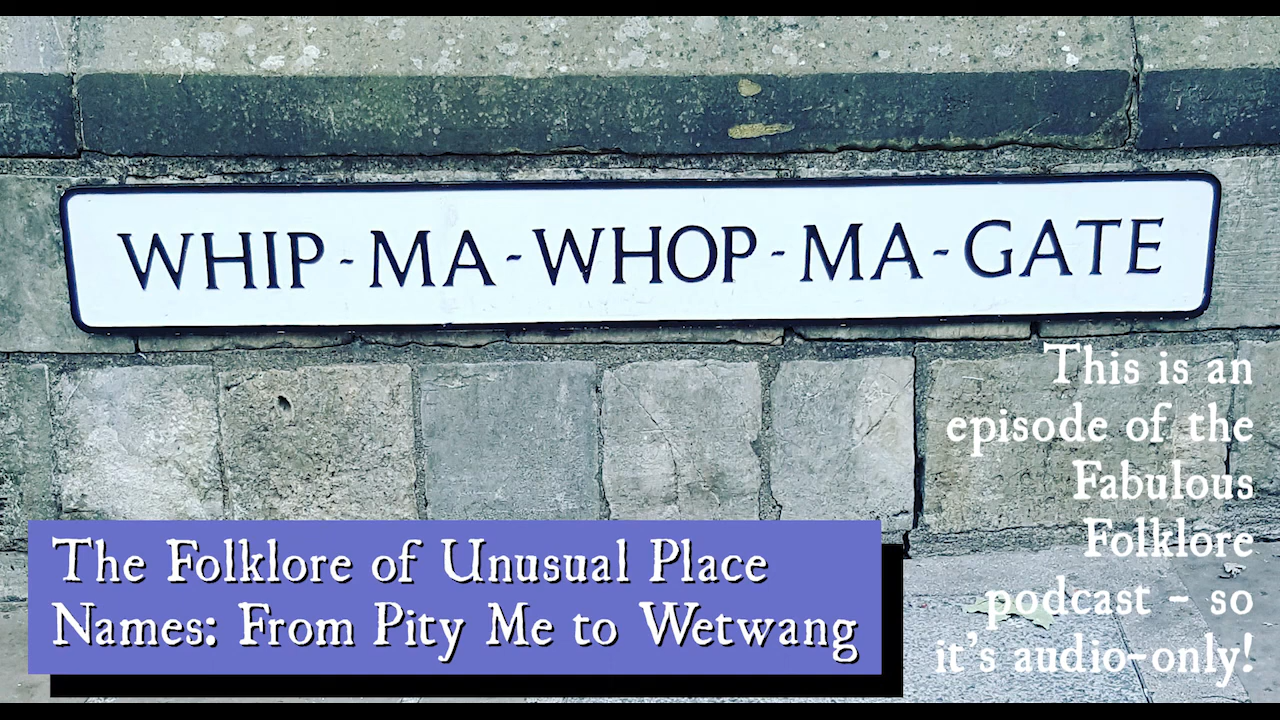 WHIP-MA-WHOP-MA-GATE
The Folklore of Unusual Place
Names: From Pity Me to Wetwang
This is an
episode of the
Fabulous
Folklore
podcast - so
it's audio-only!